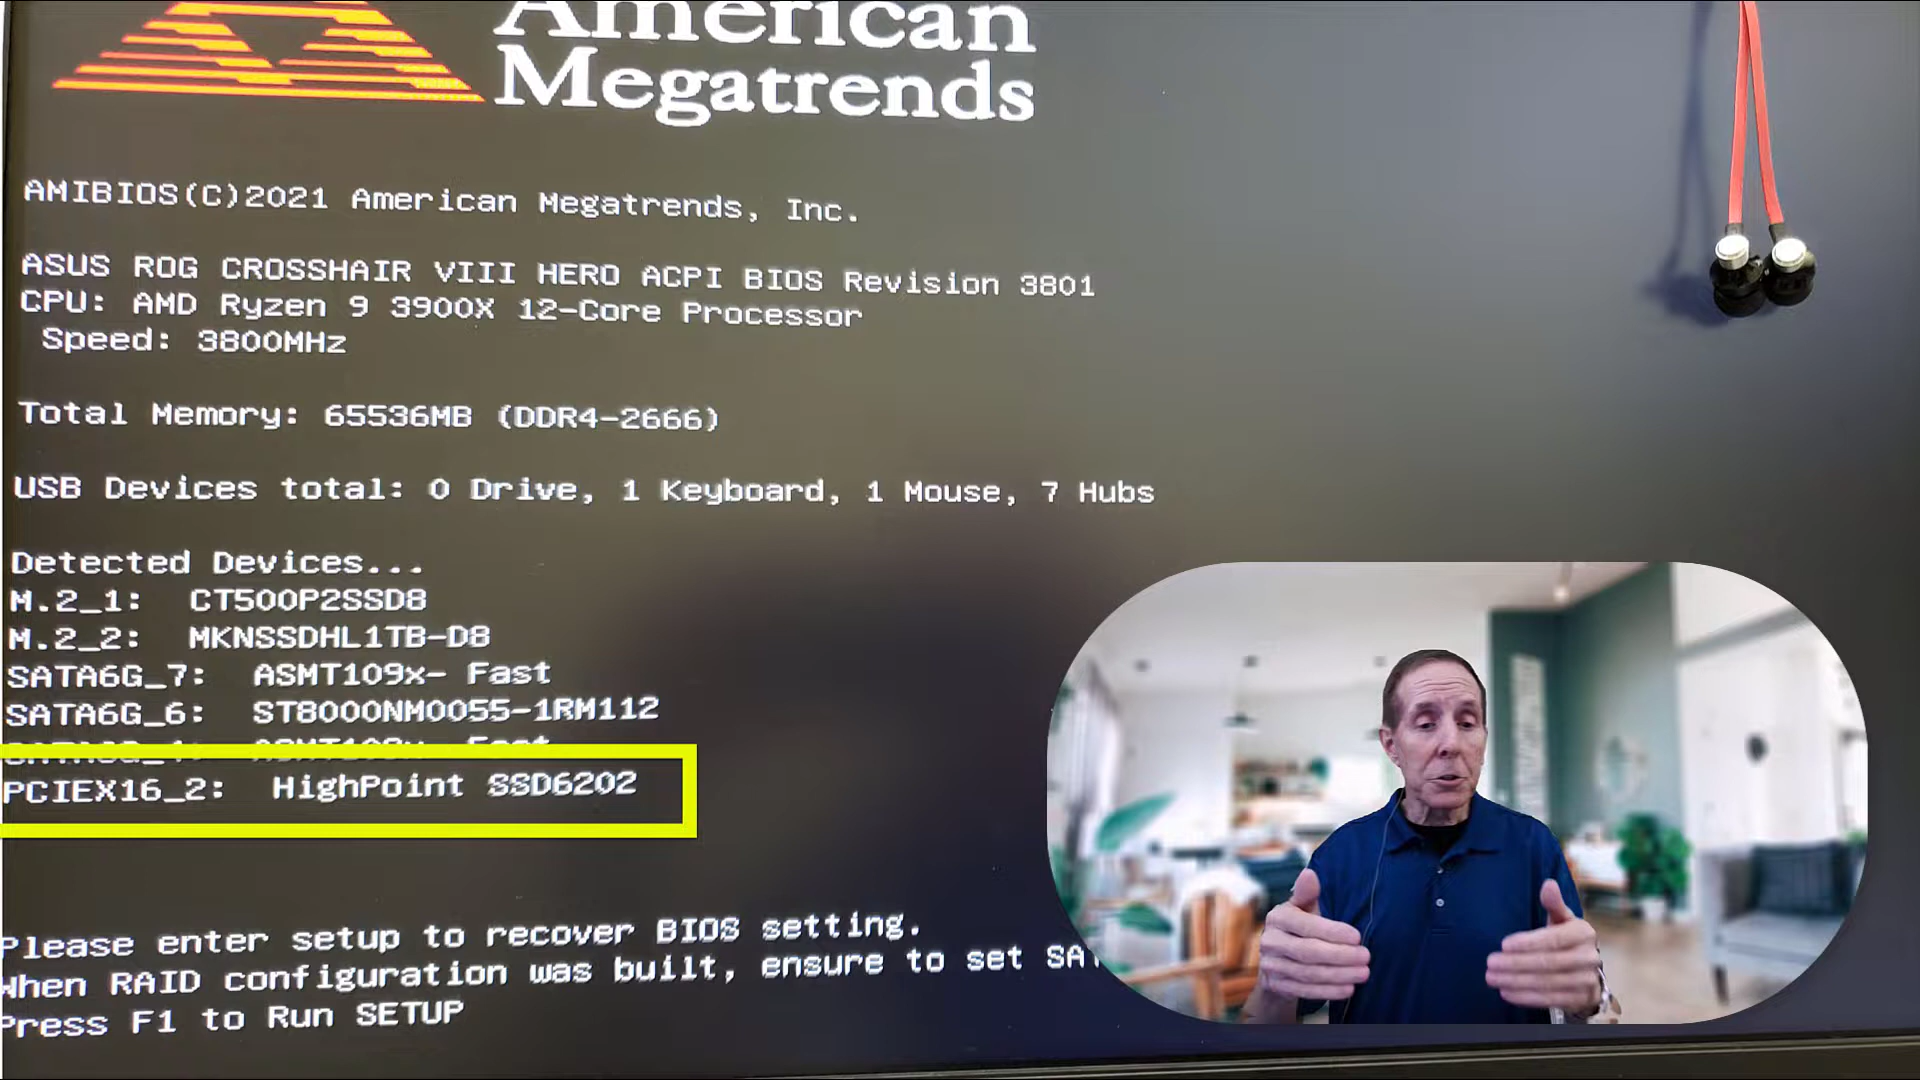 American
Megatrends
AMIBIOS(C)2021 American Megatrends, Inc.
ASUS ROG CROSSHAIR VIII HERO ACPI BIOS Revision 3801
CPU: AMD Ryzen 9 3900X 12-Core Processor
Speed: 3800MHz
Total Memory: 65536MB (DDR4-2666)
USB Devices total: 0 Drive, 1 Keyboard, 1 Mouse, 7 Hubs
Detected Devices...
M.2_1: CT500P2SSD8
M.2_2: MKNSSDHL1TB-D8
SATA6G_7: ASMT109x- Fast
SATA6G_6: ST8000NM0055-1RM112
PCIEX16_2: HighPoint SSD6202
Please enter setup to recover BIOS setting.
When RAID configuration was built, ensure to set
Press F1 to Run SETUP